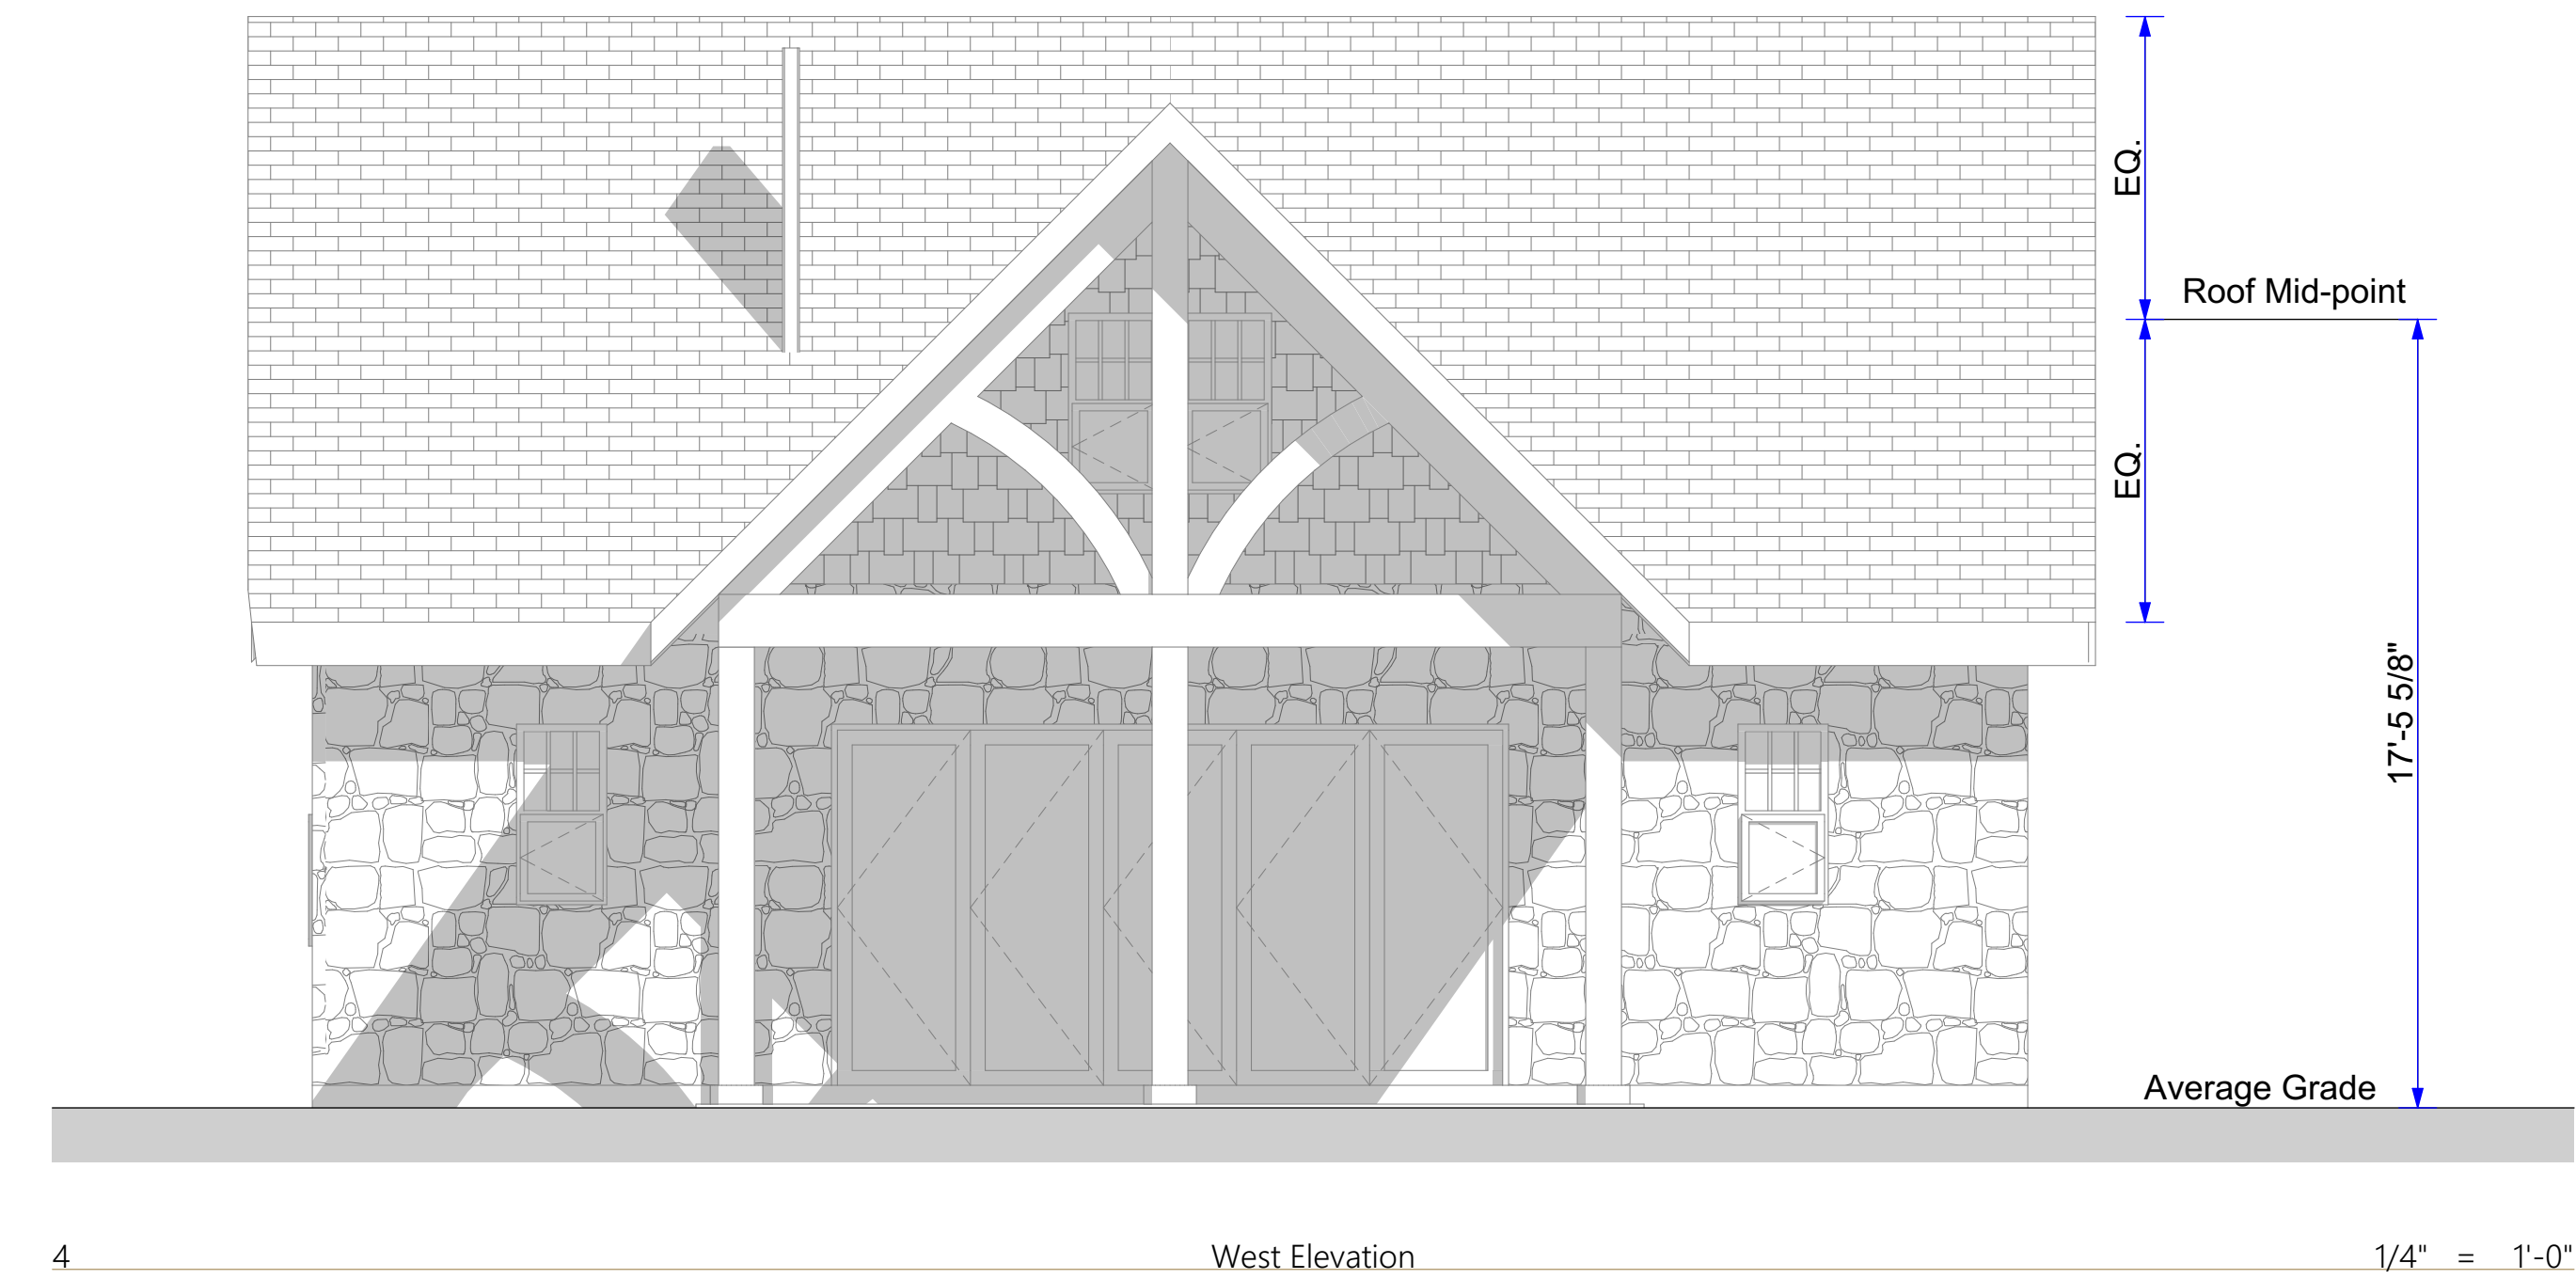 EQ.
Roof Mid-point
EQ.
17'-5 5/8"
Average Grade
4
West Elevation
1/4" = 1'-0"